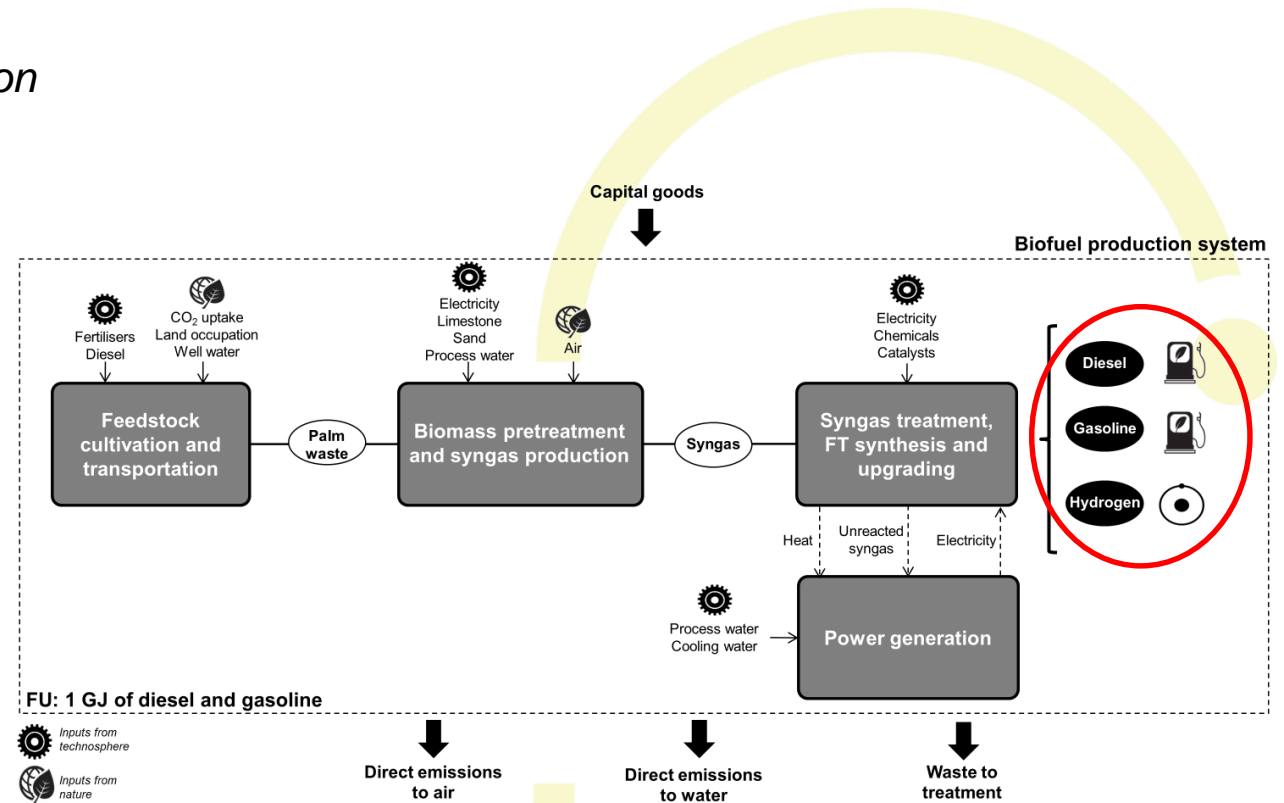 on
Capital goods
Biofuel production system
Fertilisers
Diesel
CO₂ uptake
Land occupation
Well water
Electricity
Limestone
Sand
Process water
Air
Electricity
Chemicals
Catalysts
Feedstock
cultivation and
transportation
Palm
waste
Biomass pretreatment
and syngas production
Syngas
Syngas treatment,
FT synthesis and
upgrading
Diesel
Gasoline
Hydrogen
Heat
Unreacted
syngas
Electricity
Process water
Cooling water
Power generation
FU: 1 GJ of diesel and gasoline
Inputs from
technosphere
Inputs from
nature
Direct emissions
to air
Direct emissions
to water
Waste to
treatment